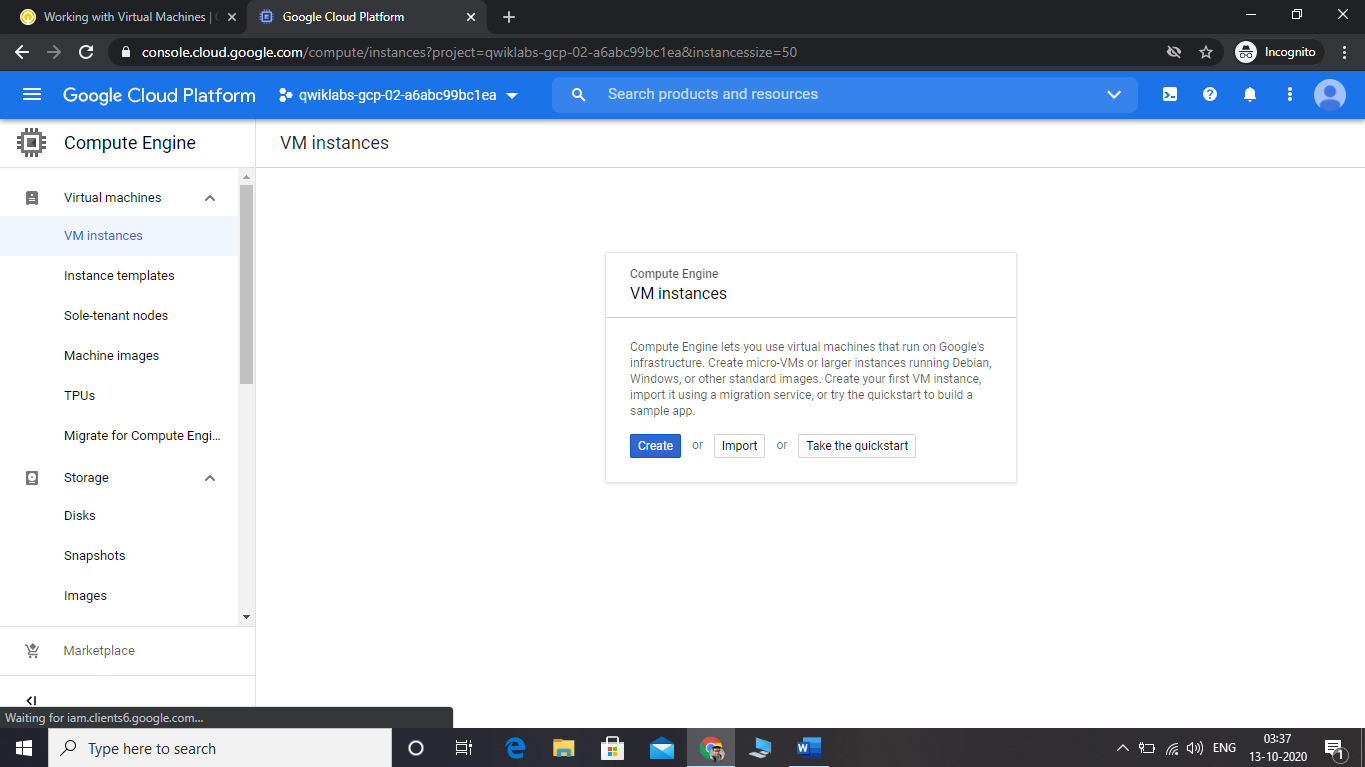 Working with Virtual Machines |
Google Cloud Platform
console.cloud.google.com/compute/instances?project=qwiklabs-gcp-02-a6abc99bc1ea&instancessize=50
Incognito
Google Cloud Platform
qwiklabs-gcp-02-a6abc99bc1ea
Search products and resources
Compute Engine
VM instances
Virtual machines
VM instances
Instance templates
Sole-tenant nodes
Machine images
TPUs
Migrate for Compute Engi...
Storage
Disks
Snapshots
Images
Marketplace
Compute Engine
VM instances
Compute Engine lets you use virtual machines that run on Google's
infrastructure. Create micro-VMs or larger instances running Debian,
Windows, or other standard images. Create your first VM instance,
import it using a migration service, or try the quickstart to build a
sample app.
Create or Import or Take the quickstart
Waiting for iam.clients6.google.com...
Type here to search
ENG
03:37
13-10-2020
1